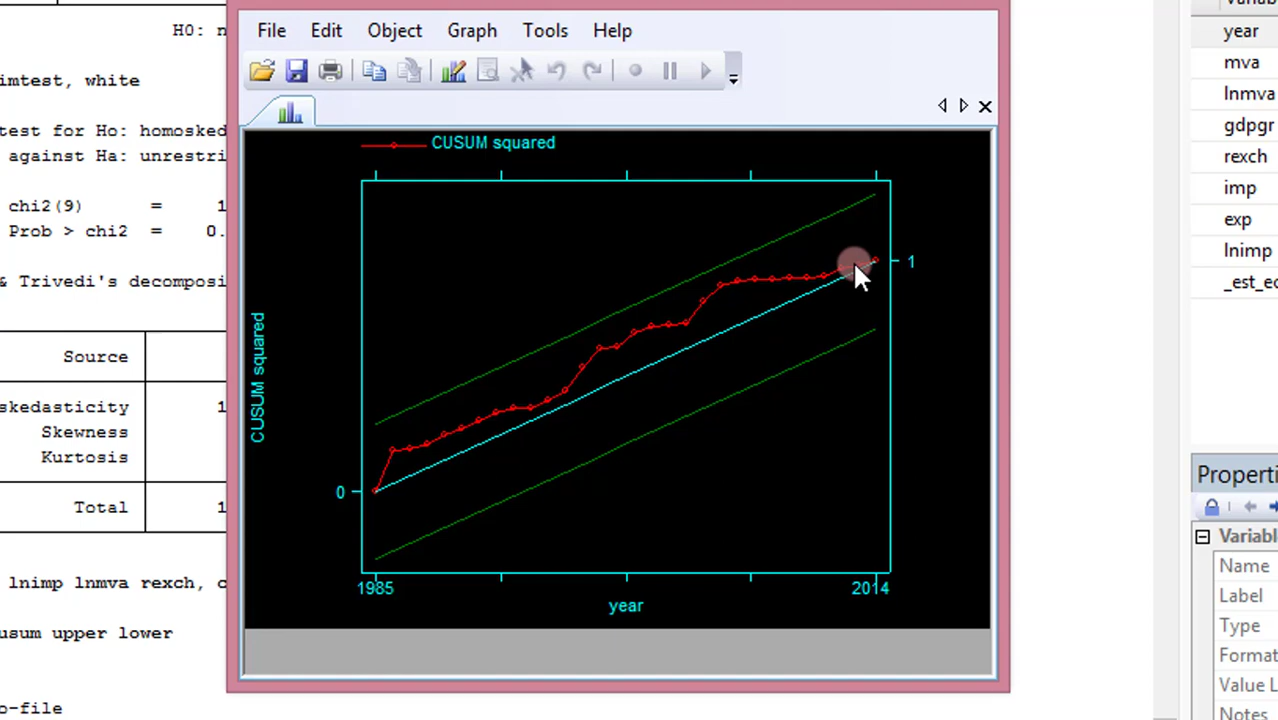 H0: n
imtest, white
test for Ho: homosked
against Ha: unrestri
chi2(9) = 1
Prob > chi2 = 0.
& Trivedi's decomposi
Source
skedasticity 1
Skewness
Kurtosis
Total 1
lnimp lnmva rexch, c
usum upper lower
o-file
File Edit Object Graph Tools Help
CUSUM squared
CUSUM squared
1
0
1985 2014
year
Variab
year
mva
lnmva
gdpgr
rexch
imp
exp
lnimp
_est_ec
Properti
Variab
Name
Label
Type
Format
Value L
Notes